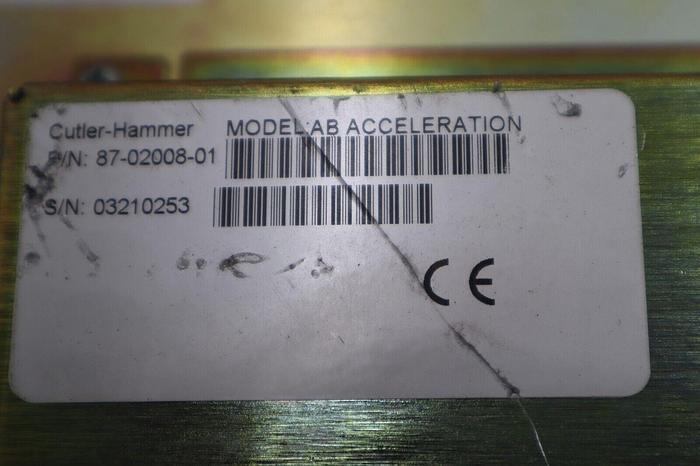 Cutler-Hammer MODEL:AB ACCELERATION
P/N: 87-02008-01
S/N: 03210253
CE